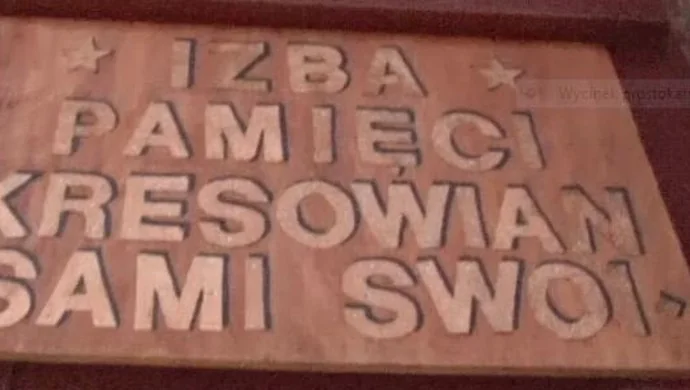 IZBA
PAMIĘCI
KRESOWIAN
SAMI SWOI